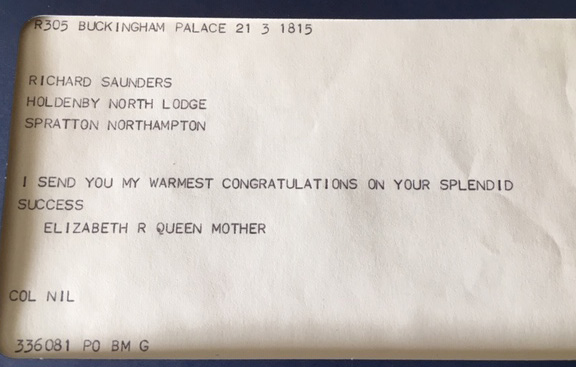 R305 BUCKINGHAM PALACE 21 3 1815
RICHARD SAUNDERS
HOLDENBY NORTH LODGE
SPRATTON NORTHAMPTON
I SEND YOU MY WARMEST CONGRATULATIONS ON YOUR SPLENDID
SUCCESS
ELIZABETH R QUEEN MOTHER
COL NIL
336081 PO BM G